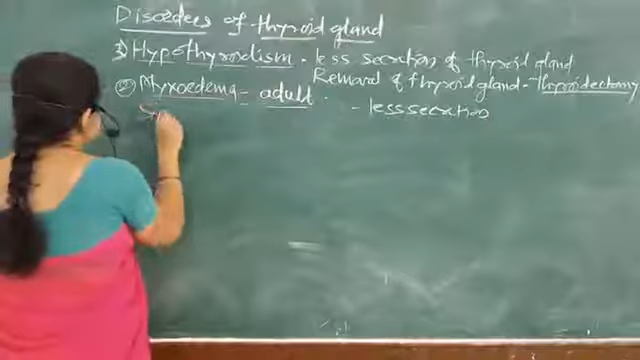 Disorders of thyroid gland
1) Hypothyroidism - less secretion of thyroid gland
Removal of thyroid gland - Thyroidectomy
(a) Myxoedema - adult -
- less secretion